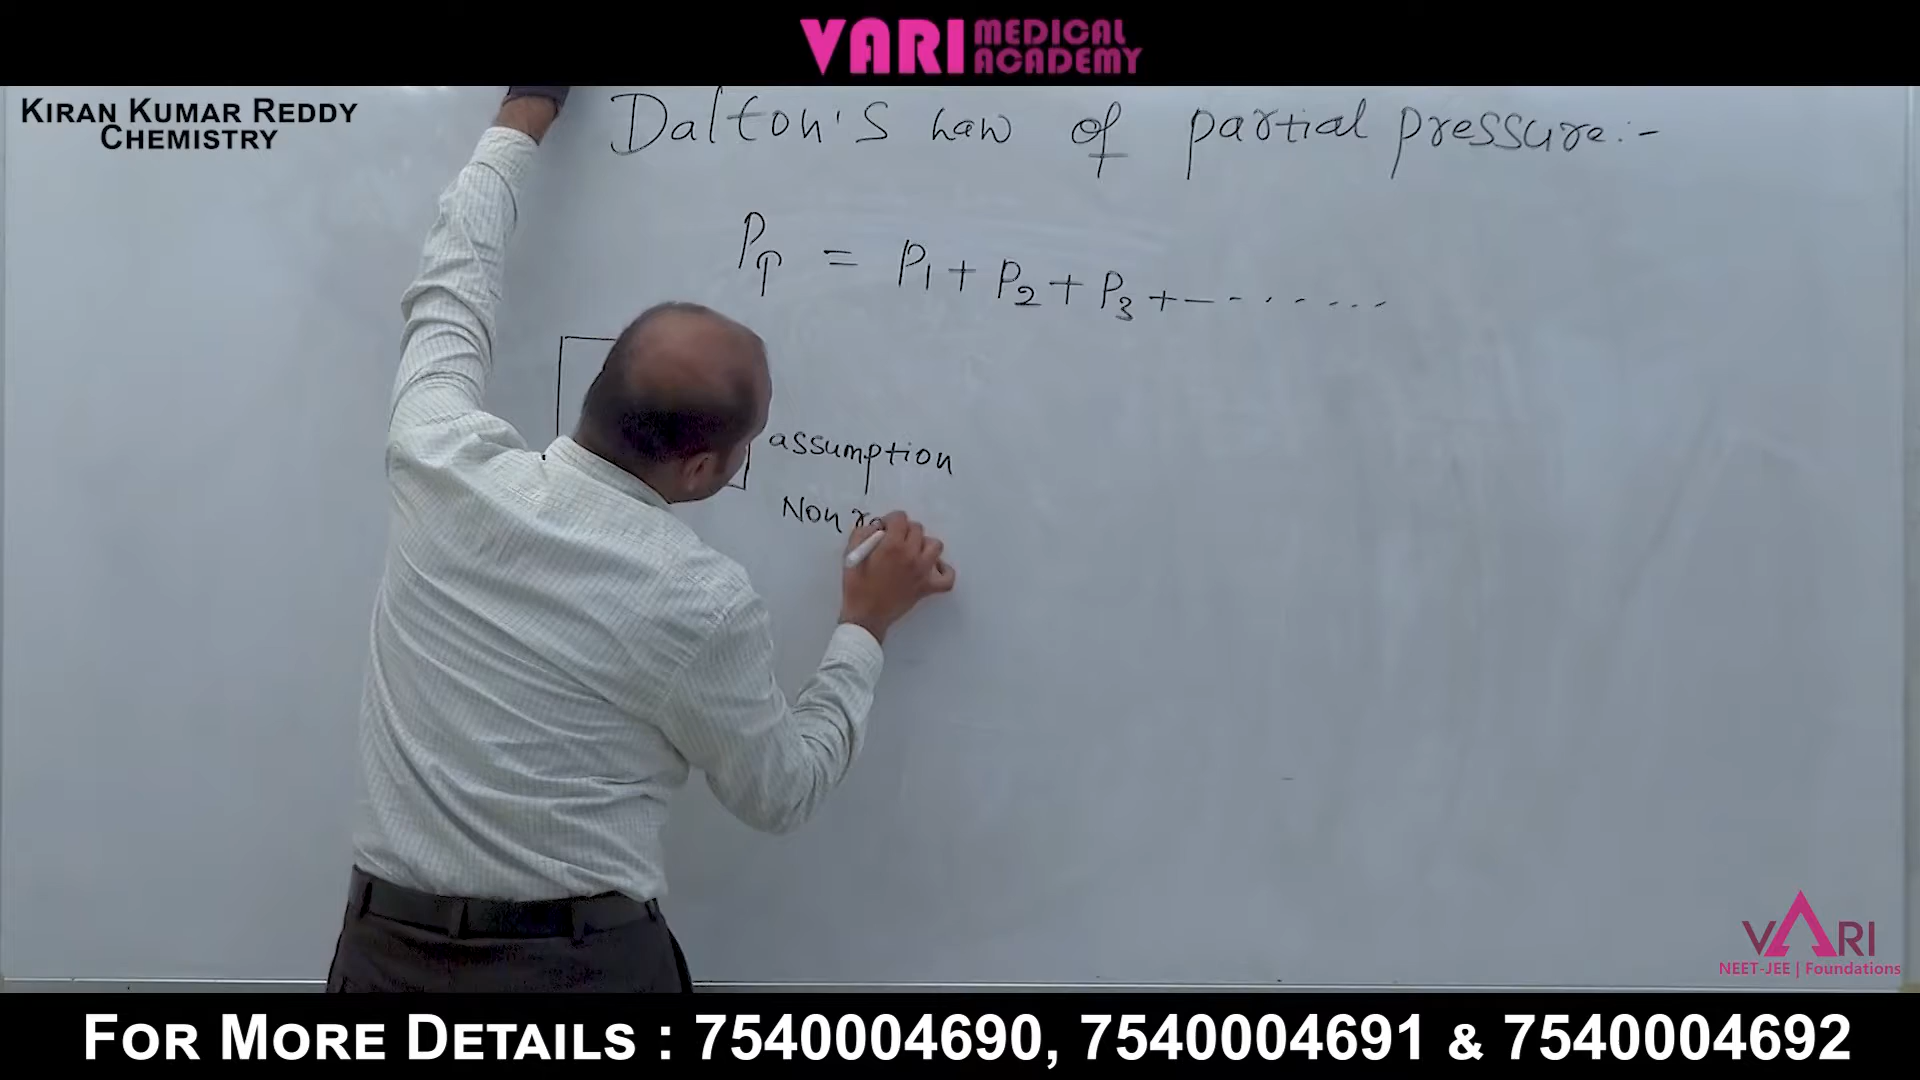 VARI MEDICAL ACADEMY
KIRAN KUMAR REDDY
CHEMISTRY
Dalton's Law of partial pressure:-
P_T = P1 + P2 + P3 + - - - - - - - -
assumption
Non
VARI
NEET-JEE | Foundations
FOR MORE DETAILS : 7540004690, 7540004691 & 7540004692